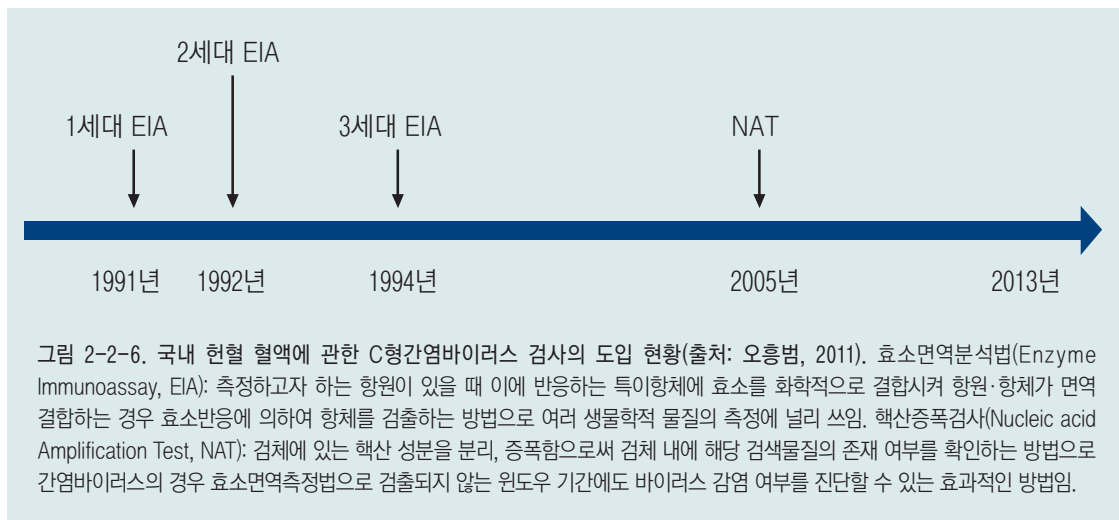 2세대 EIA
1세대 EIA 3세대 EIA NAT
1991년 1992년 1994년 2005년 2013년
그림 2-2-6. 국내 헌혈 혈액에 관한 C형간염바이러스 검사의 도입 현황(출처: 오흥범, 2011). 효소면역분석법(Enzyme
Immunoassay, EIA): 측정하고자 하는 항원이 있을 때 이에 반응하는 특이항체에 효소를 화학적으로 결합시켜 항원·항체가 면역
결합하는 경우 효소반응에 의하여 항체를 검출하는 방법으로 여러 생물학적 물질의 측정에 널리 쓰임. 핵산증폭검사(Nucleic acid
Amplification Test, NAT): 검체에 있는 핵산 성분을 분리, 증폭함으로써 검체 내에 해당 검색물질의 존재 여부를 확인하는 방법으로
간염바이러스의 경우 효소면역측정법으로 검출되지 않는 윈도우 기간에도 바이러스 감염 여부를 진단할 수 있는 효과적인 방법임.